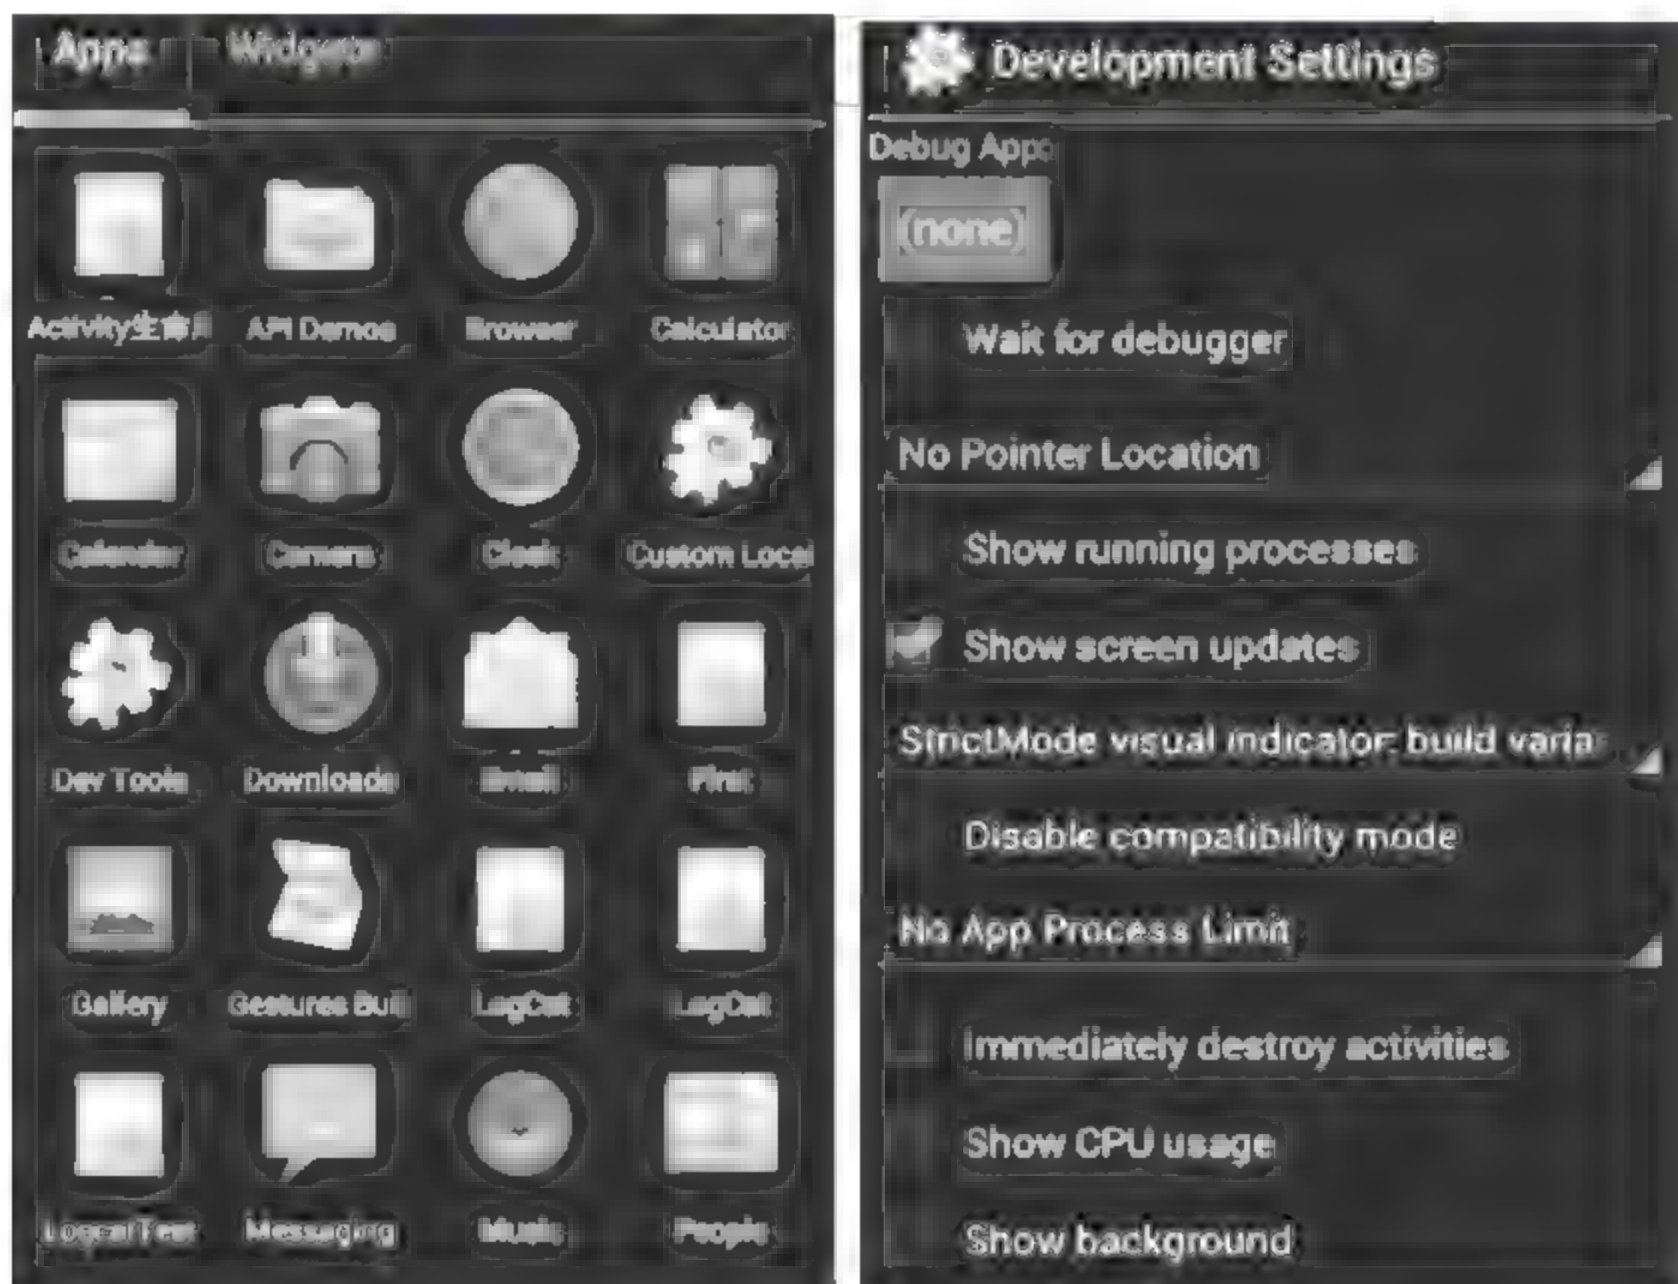 Apps Widgets
Activity生命周
API Demos
Browser
Calculator
Calendar
Camera
Clock
Custom Local
Dev Tools
Downloads
Email
First
Gallery
Gestures Buil
LogCat
LogCat
Messaging
Music
People
Development Settings
Debug App:
(none)
Wait for debugger
No Pointer Location
Show running processes
Show screen updates
StrictMode visual indicator: build varia
Disable compatibility mode
No App Process Limit
Immediately destroy activities
Show CPU usage
Show background